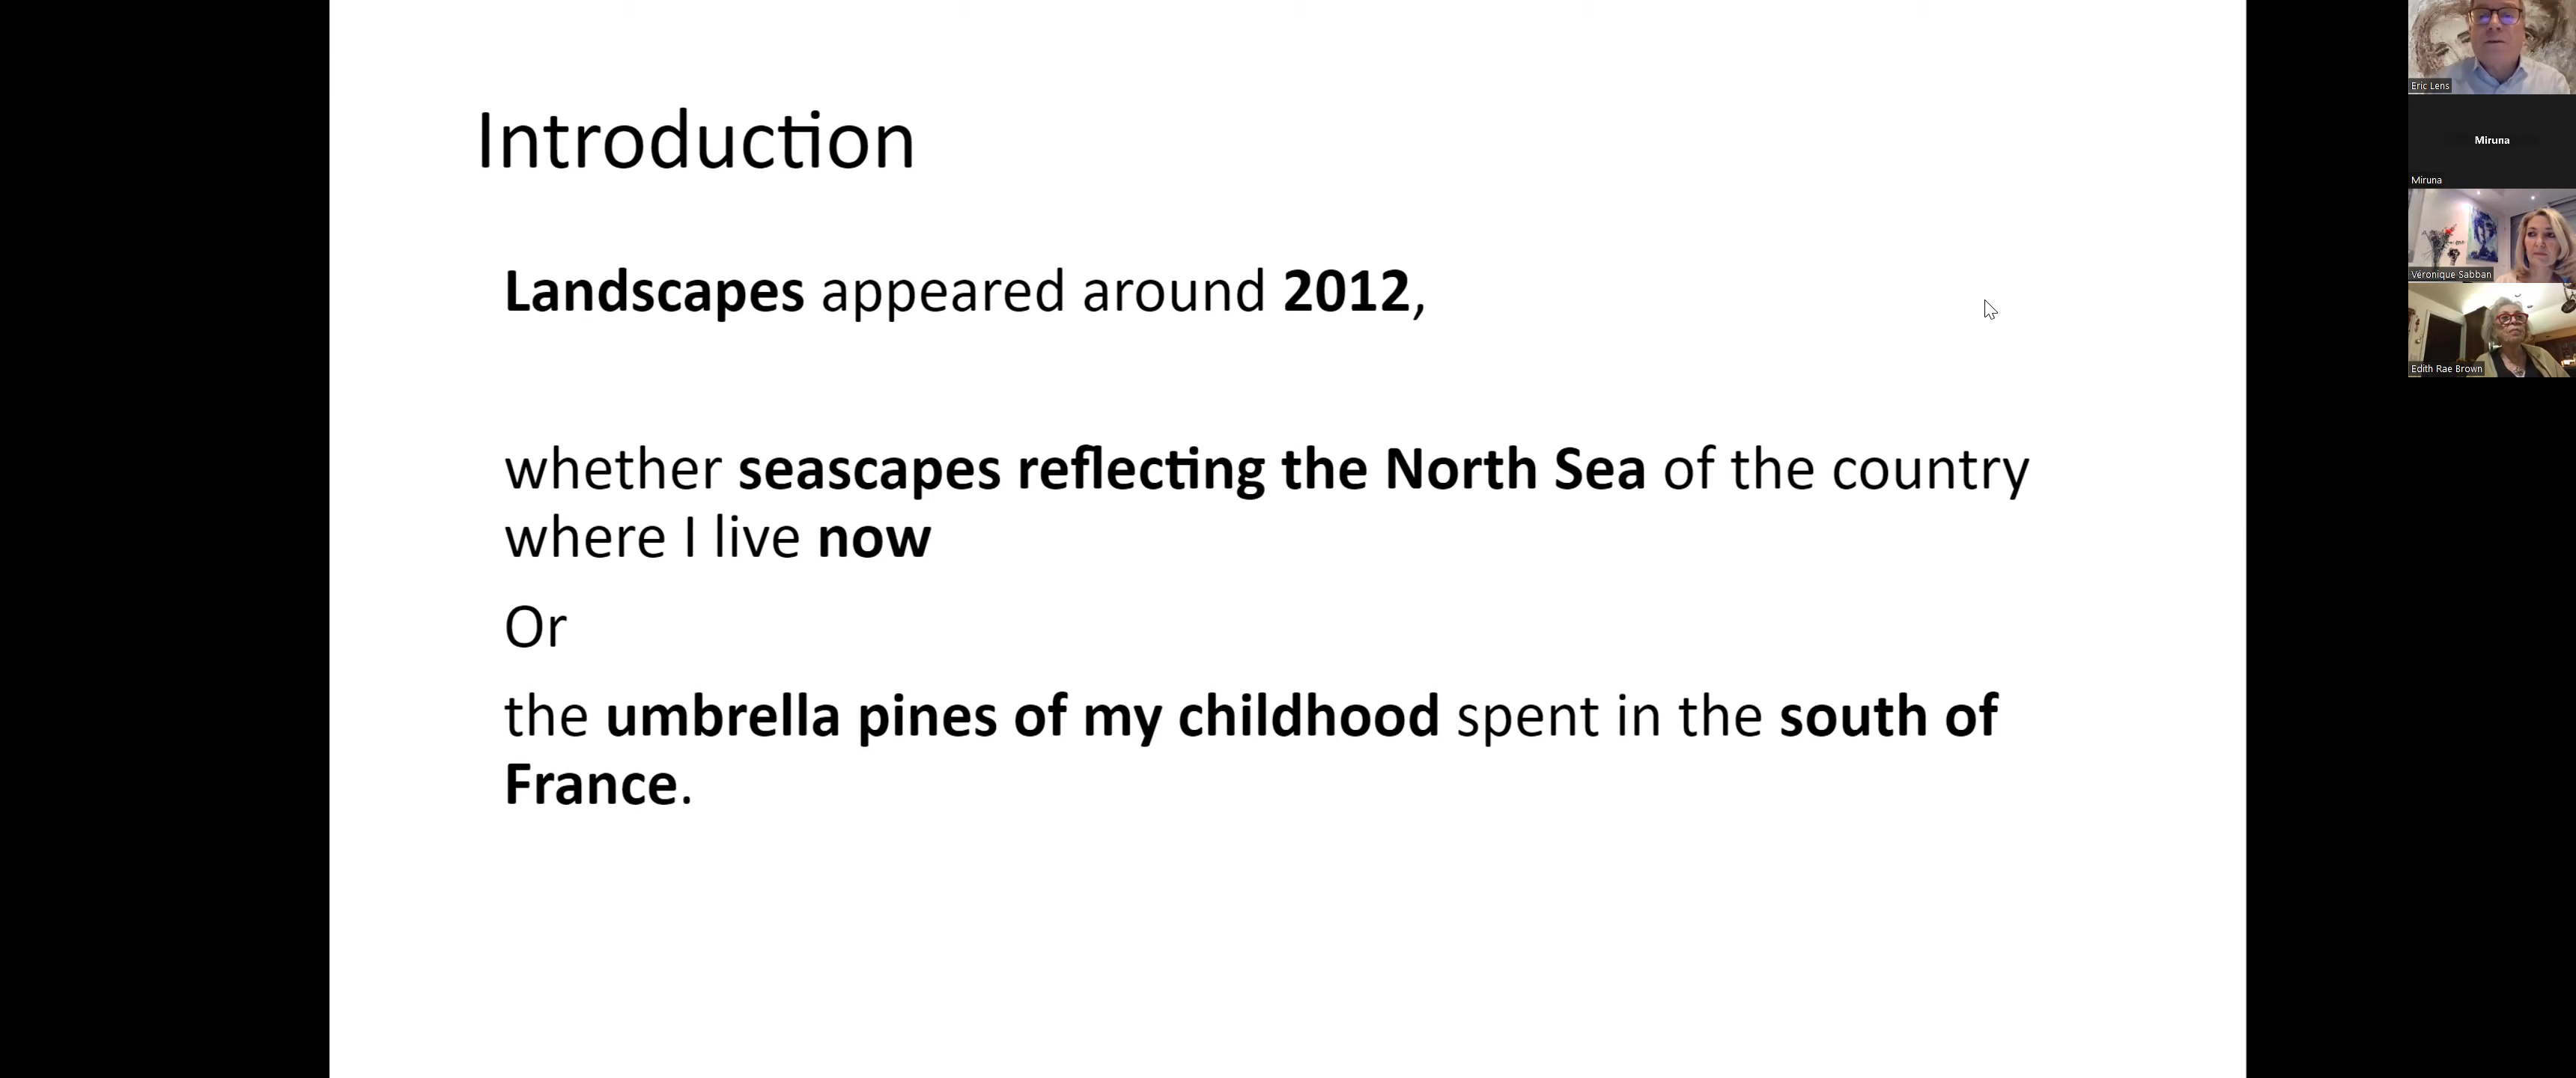 Introduction
Landscapes appeared around 2012,
whether seascapes reflecting the North Sea of the country
where I live now
Or
the umbrella pines of my childhood spent in the south of
France.
Eric Lens
Miruna
Miruna
Véronique Sabban
Edith Rae Brown